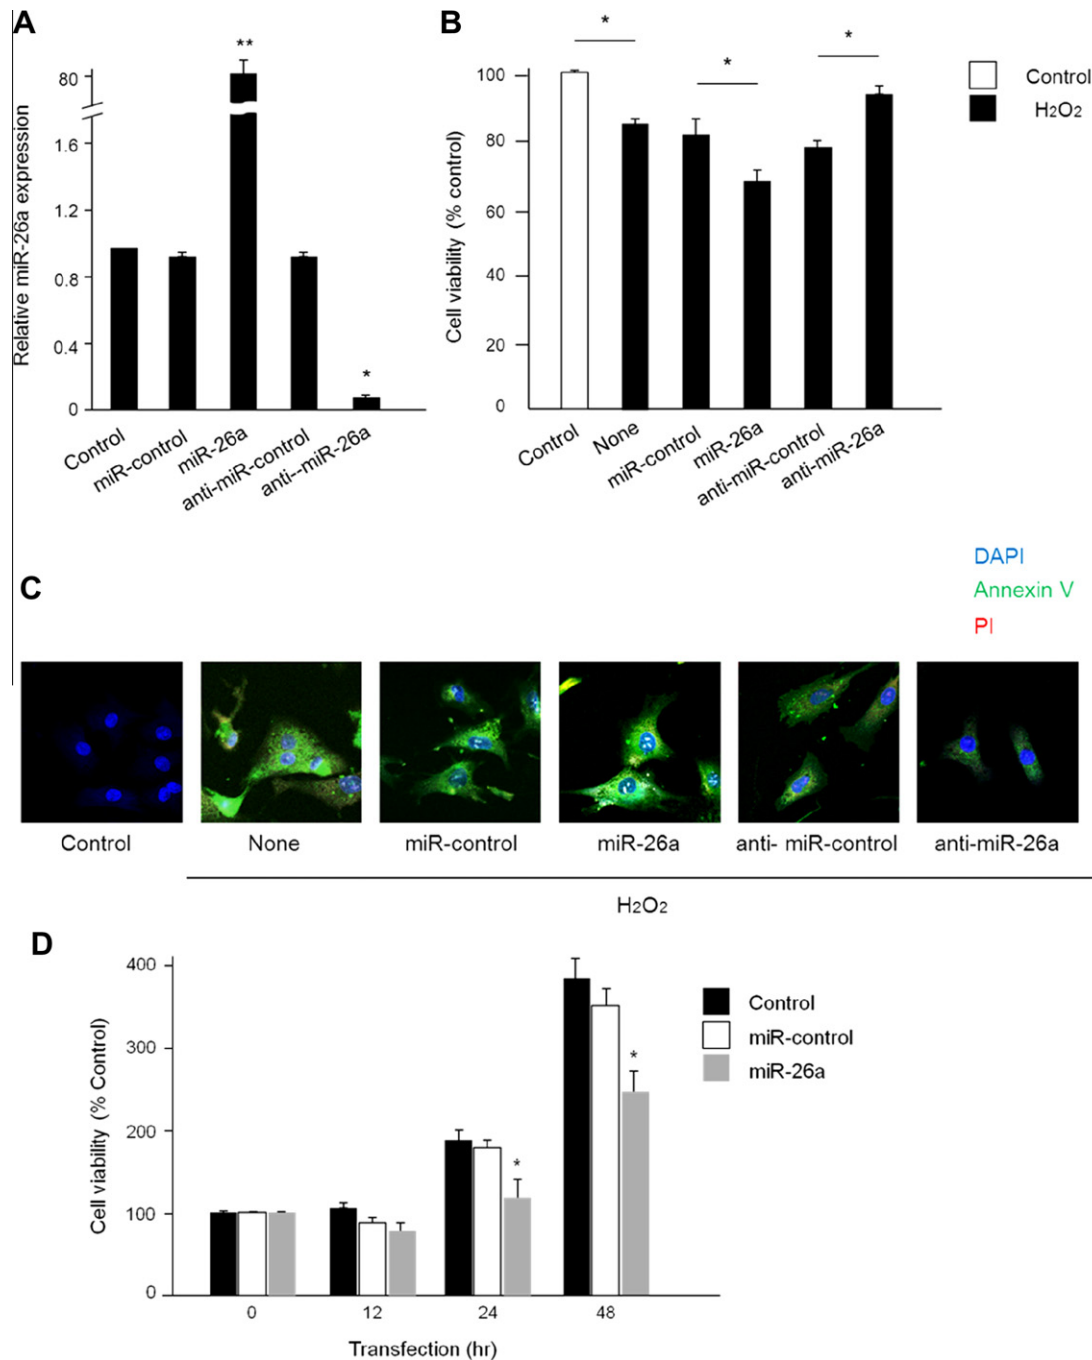 A
Relative miR-26a expression
80
1.6
1.2
0.8
0.4
0
**
*
Control
miR-control
miR-26a
anti-miR-control
anti--miR-26a
B
Cell viability (% control)
100
80
60
40
20
0
*
*
*
Control
None
miR-control
miR-26a
anti-miR-control
anti-miR-26a
Control
H2O2
C
DAPI
Annexin V
PI
Control
None
miR-control
miR-26a
anti- miR-control
anti-miR-26a
H2O2
D
Cell viability (% Control)
400
300
200
100
0
*
*
0
12
24
48
Transfection (hr)
Control
miR-control
miR-26a